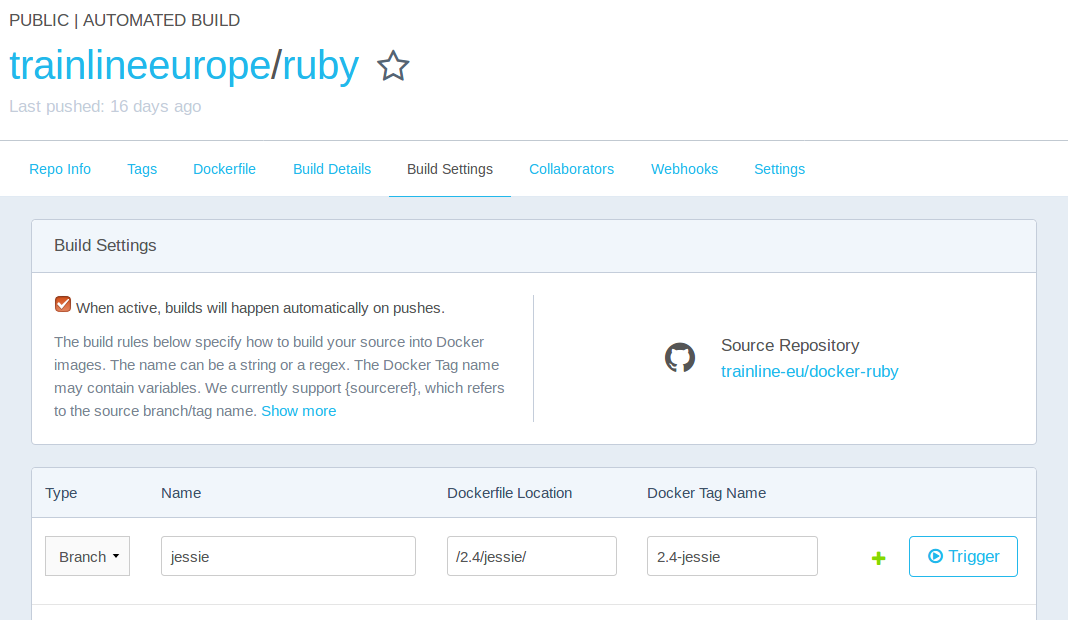 PUBLIC | AUTOMATED BUILD
trainlineeurope/ruby
Last pushed: 16 days ago
Repo Info Tags Dockerfile Build Details Build Settings Collaborators Webhooks Settings
Build Settings
When active, builds will happen automatically on pushes.
The build rules below specify how to build your source into Docker
images. The name can be a string or a regex. The Docker Tag name
may contain variables. We currently support {sourceref}, which refers
to the source branch/tag name. Show more
Source Repository
trainline-eu/docker-ruby
Type Name Dockerfile Location Docker Tag Name
Branch jessie /2.4/jessie/ 2.4-jessie + Trigger